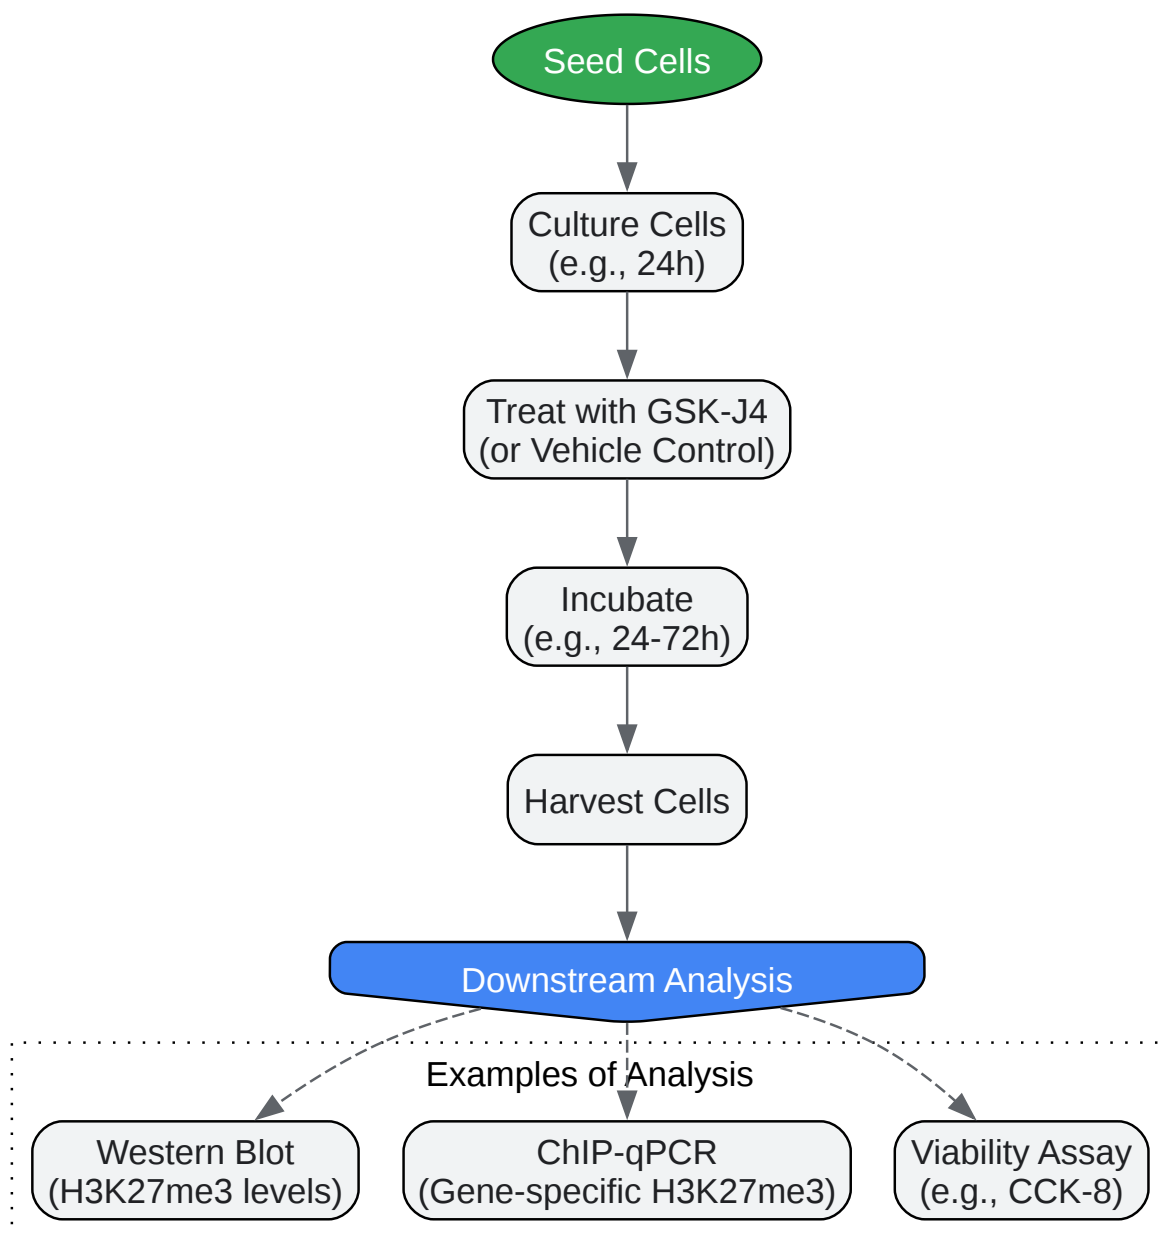 Seed Cells
Culture Cells
(e.g., 24h)
Treat with GSK-J4
(or Vehicle Control)
Incubate
(e.g., 24-72h)
Harvest Cells
Downstream Analysis
Examples of Analysis
Western Blot
(H3K27me3 levels)
ChIP-qPCR
(Gene-specific H3K27me3)
Viability Assay
(e.g., CCK-8)